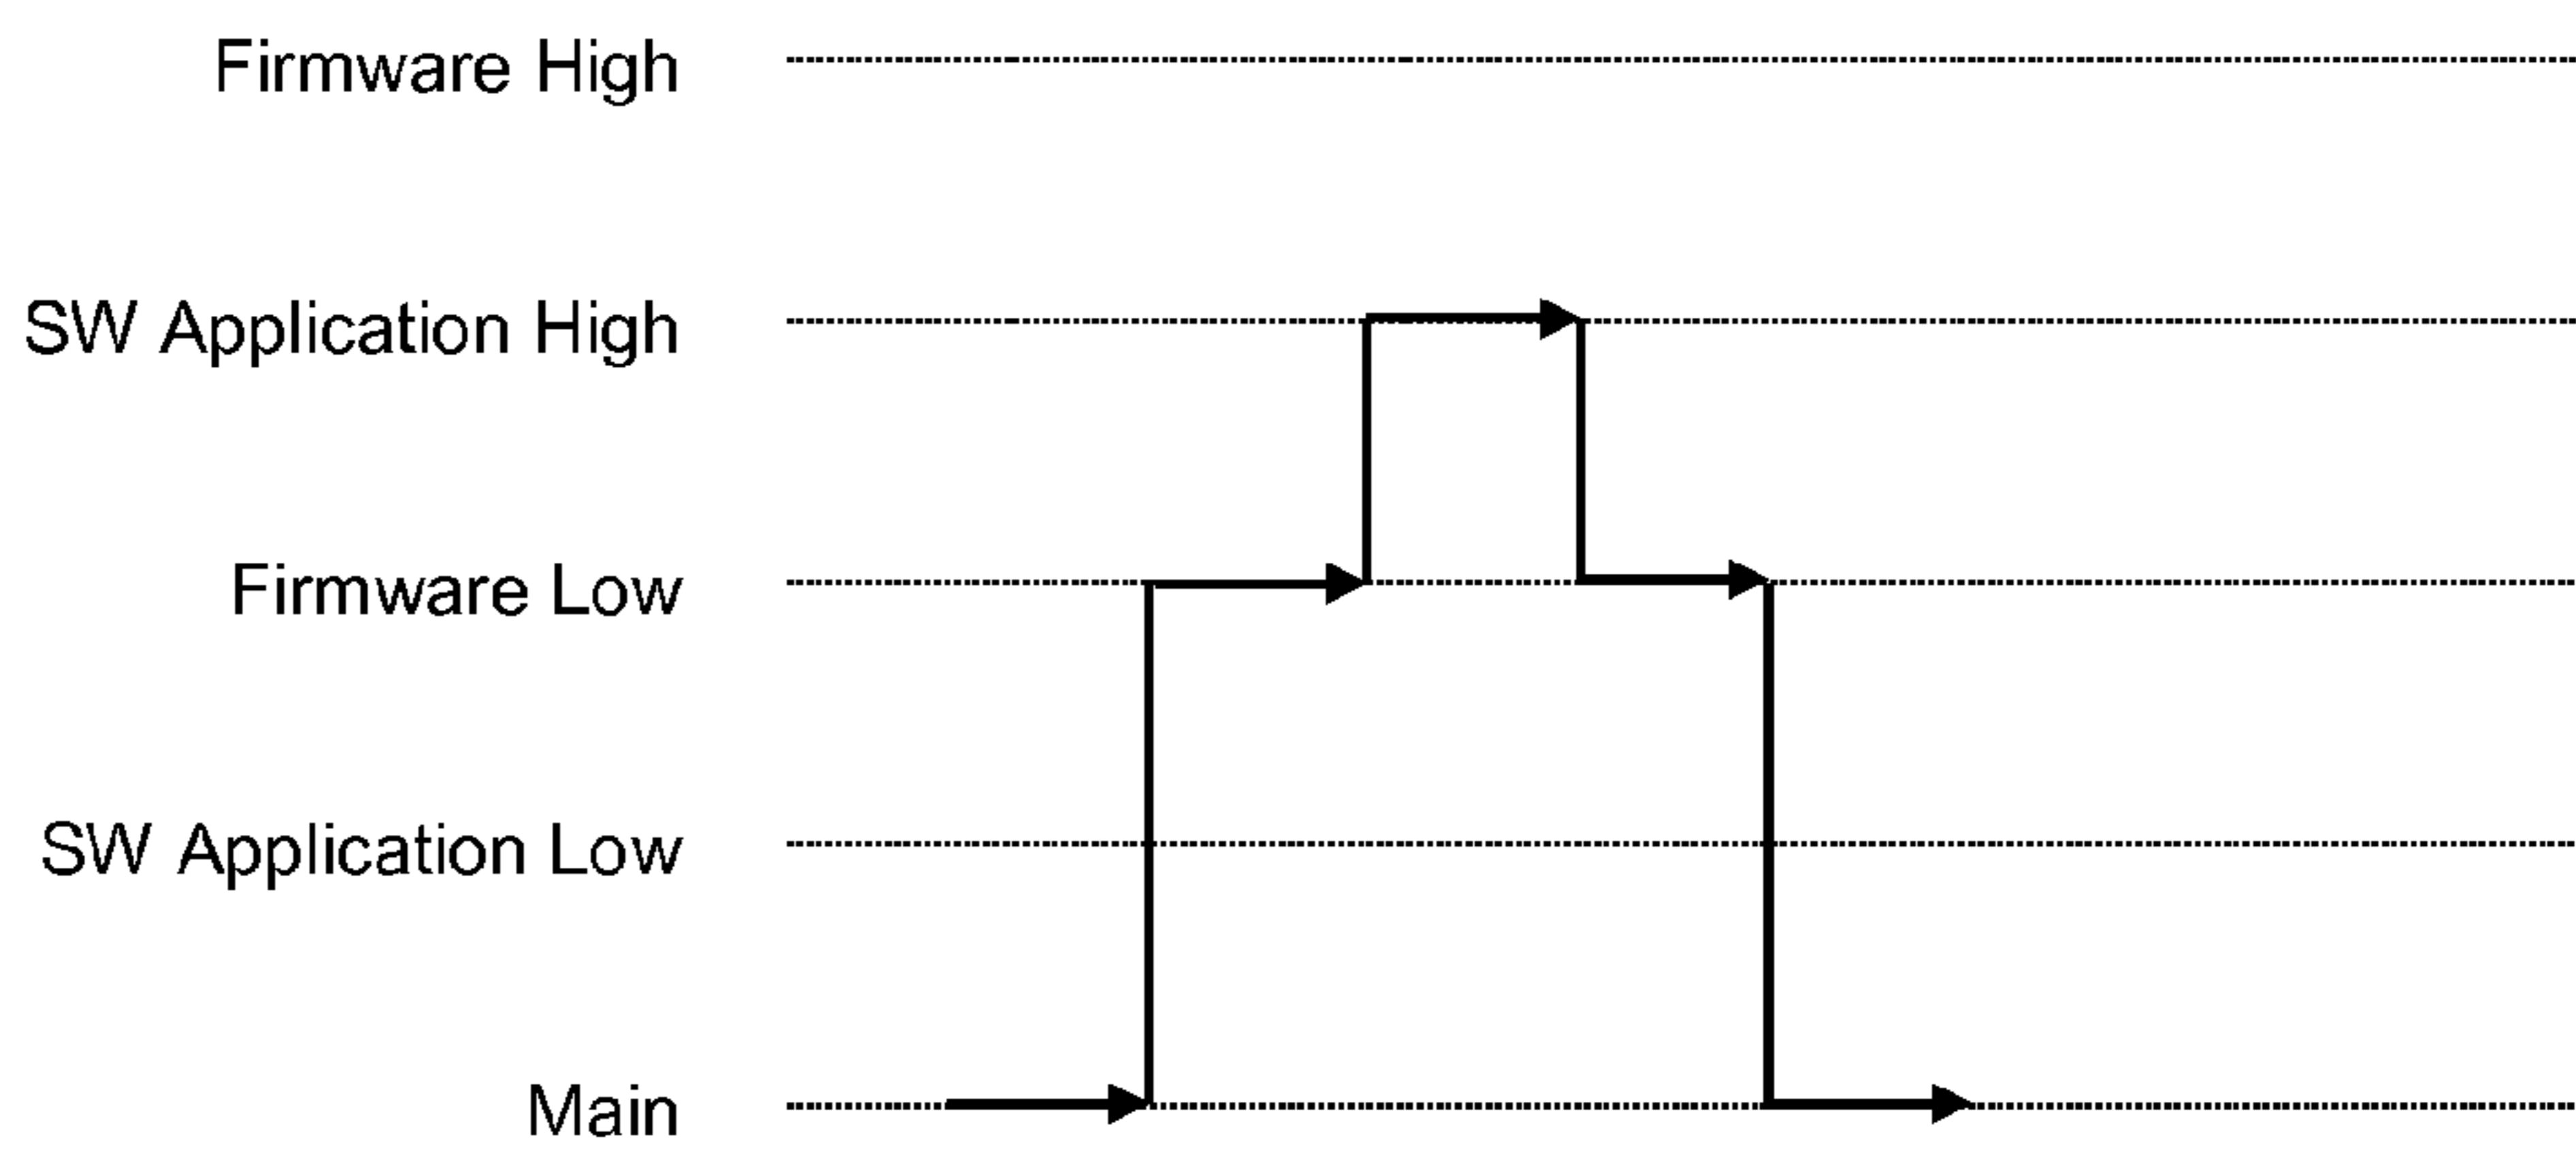 Firmware High
SW Application High
Firmware Low
SW Application Low
Main